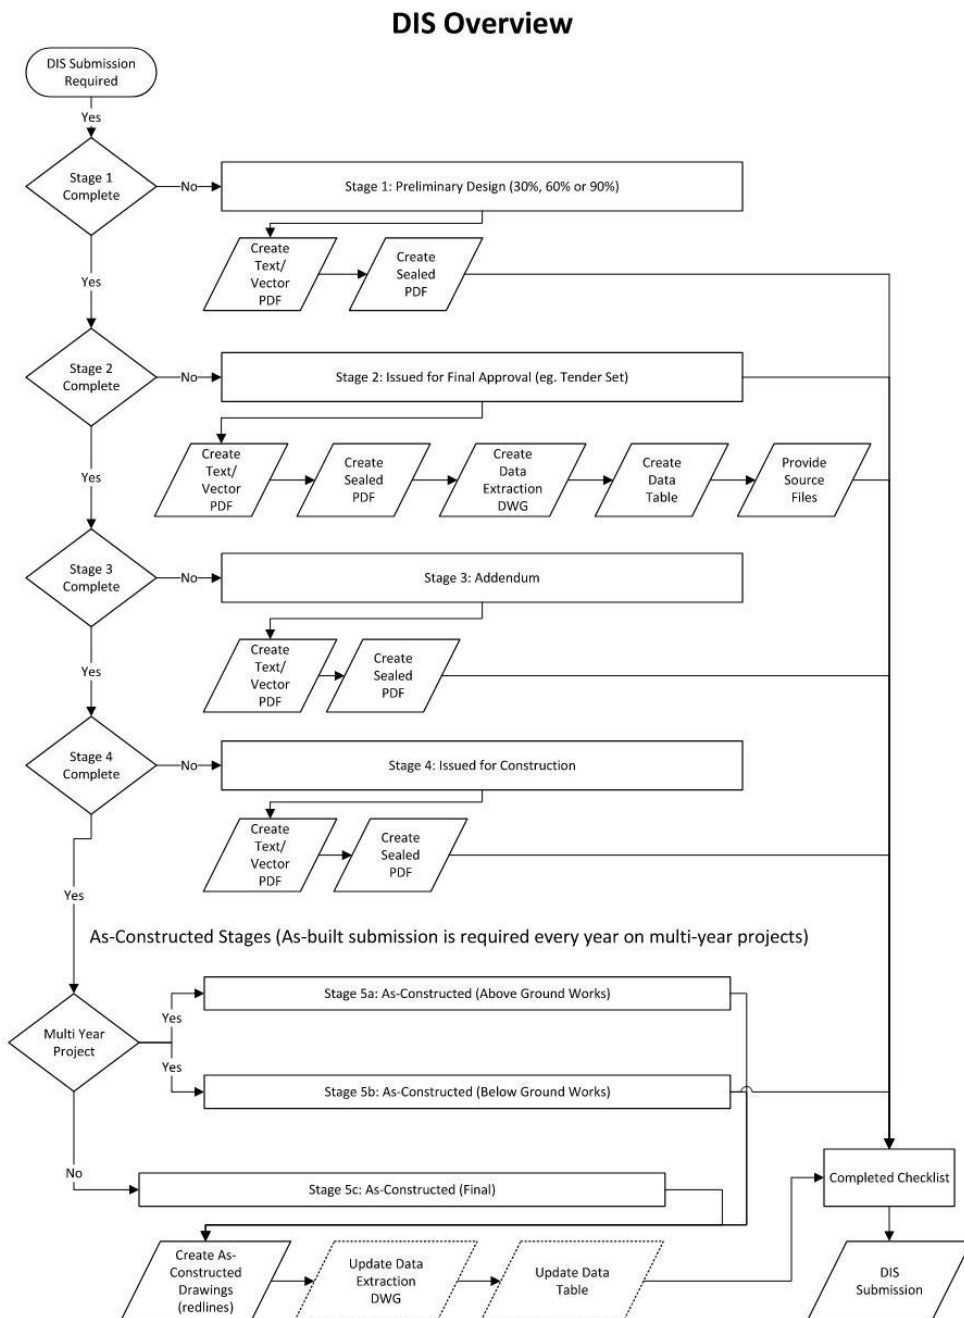 DIS Overview
DIS Submission
Required
Yes
Stage 1
Complete
No
Stage 1: Preliminary Design (30%, 60% or 90%)
Create
Text/
Vector
PDF
Create
Sealed
PDF
Yes
Stage 2
Complete
No
Stage 2: Issued for Final Approval (eg. Tender Set)
Create
Text/
Vector
PDF
Create
Sealed
PDF
Create
Data
Extraction
DWG
Create
Data
Table
Provide
Source
Files
Yes
Stage 3
Complete
No
Stage 3: Addendum
Create
Text/
Vector
PDF
Create
Sealed
PDF
Yes
Stage 4
Complete
No
Stage 4: Issued for Construction
Create
Text/
Vector
PDF
Create
Sealed
PDF
Yes
As-Constructed Stages (As-built submission is required every year on multi-year projects)
Multi Year
Project
Yes
Stage 5a: As-Constructed (Above Ground Works)
Yes
Stage 5b: As-Constructed (Below Ground Works)
No
Stage 5c: As-Constructed (Final)
Completed Checklist
Create As-
Constructed
Drawings
(redlines)
Update Data
Extraction
DWG
Update Data
Table
DIS
Submission